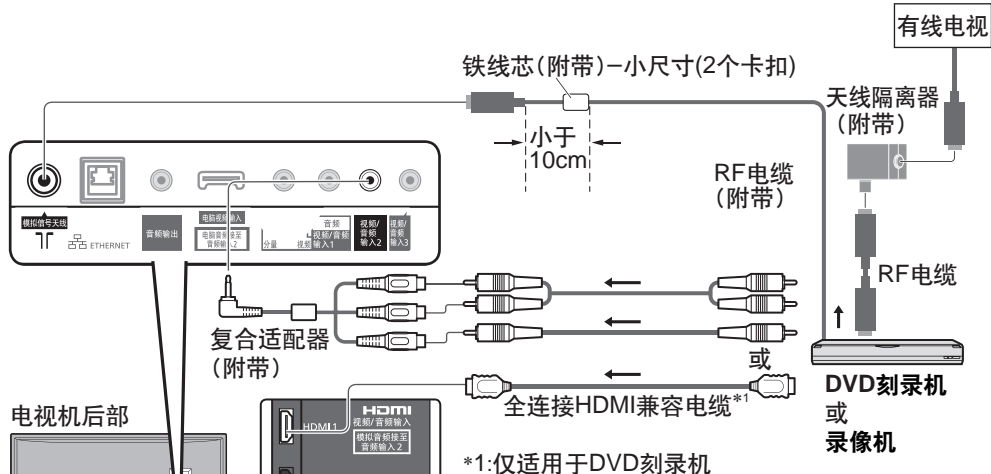 有线电视
铁线芯(附带)–小尺寸(2个卡扣)
天线隔离器
(附带)
小于
10cm
RF电缆
(附带)
模拟信号天线
ETHERNET
音频输出
电脑视频输入
电脑音频接至
音频输入2
分量
视频
音频
视频/音频
输入1
视频/
音频
输入2
视频/
音频
输入3
RF电缆
复合适配器
(附带)
或
DVD刻录机
或
录像机
全连接HDMI兼容电缆*1
电视机后部
HDMI 1
HDMI
视频/音频输入
模拟音频接至
音频输入2
*1:仅适用于DVD刻录机